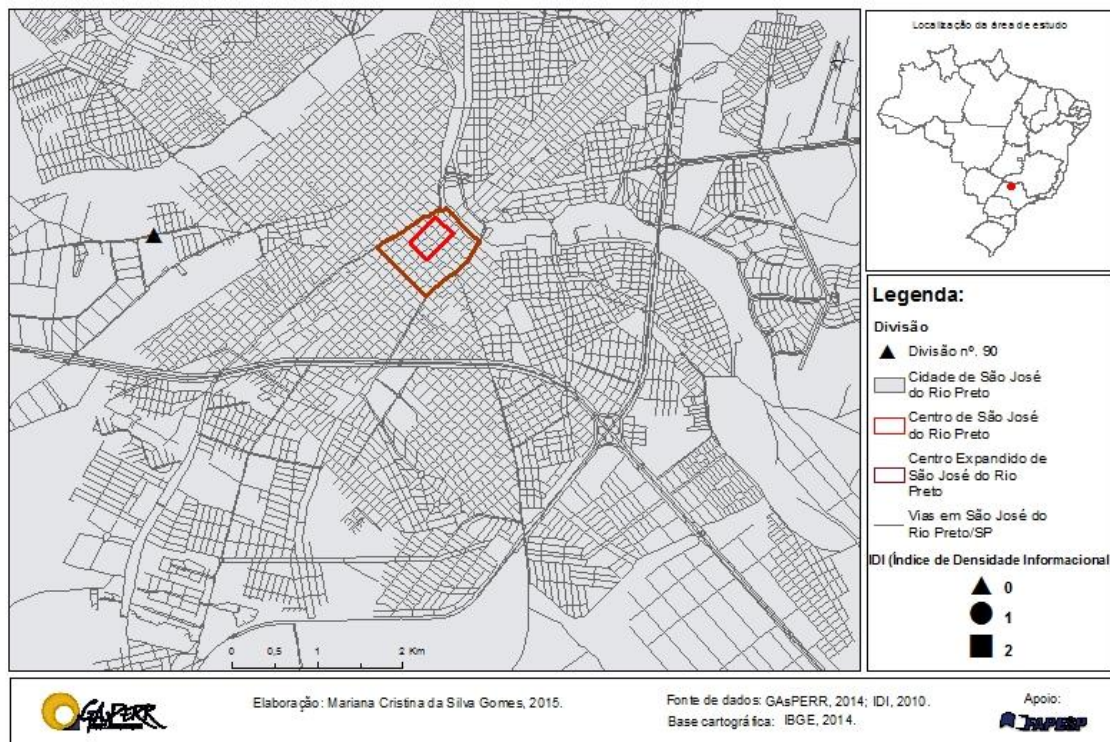 Localização da área de estudo
Legenda:
Divisão
Divisão nº. 90
Cidade de São José
do Rio Preto
Centro de São José
do Rio Preto
Centro Expandido de
São José do Rio
Preto
Vias em São José do
Rio Preto/SP
IDI (Índice de Densidade Informacional
0
1
2
0 0,5 1 2 Km
GAsPERR
Elaboração: Mariana Cristina da Silva Gomes, 2015.
Fonte de dados: GAsPERR, 2014; IDI, 2010.
Base cartográfica: IBGE, 2014.
Apoio:
FAPESP